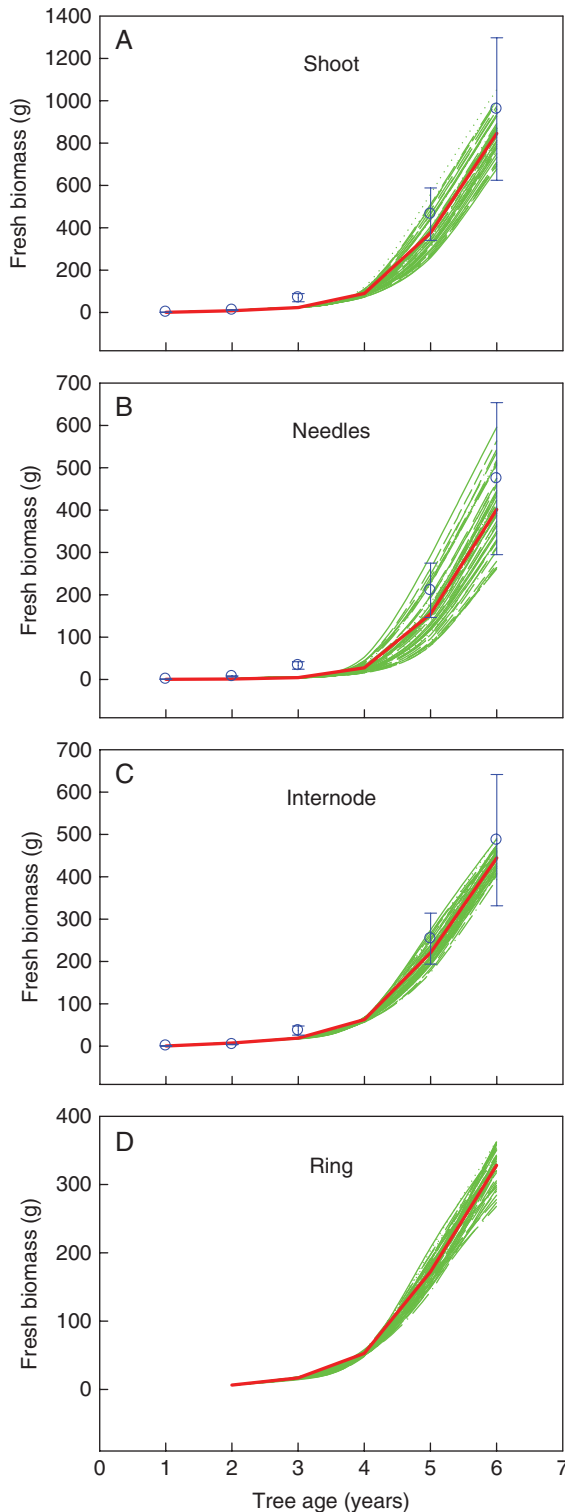 A
Shoot
Fresh biomass (g)
1400
1200
1000
800
600
400
200
0
B
Needles
Fresh biomass (g)
700
600
500
400
300
200
100
0
C
Internode
Fresh biomass (g)
700
600
500
400
300
200
100
0
D
Ring
Fresh biomass (g)
400
300
200
100
0
0 1 2 3 4 5 6 7
Tree age (years)